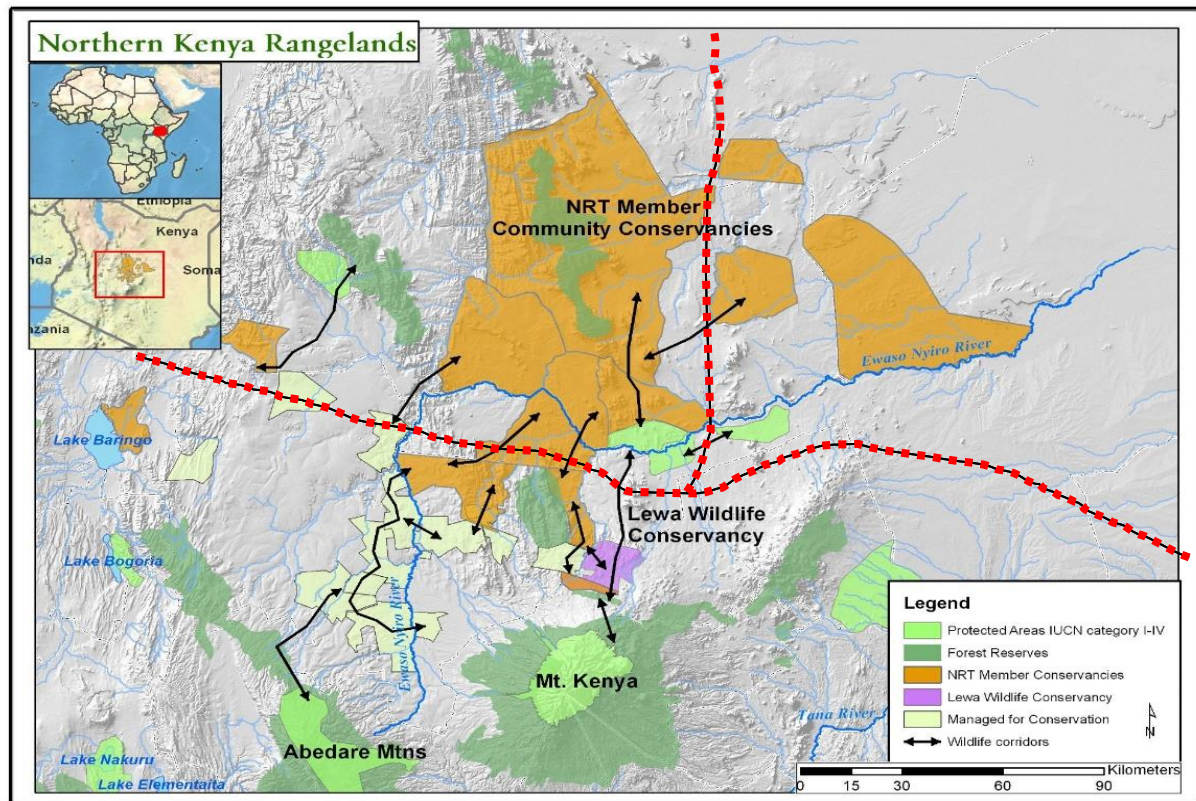 Northern Kenya Rangelands
Ethiopia
Kenya
nda
Soma
nzania
NRT Member
Community Conservancies
Ewaso Nyiro River
Lake Baringo
Lewa Wildlife
Conservancy
Lake Bogoria
Ewaso Nyiro River
Mt. Kenya
Abedare Mtns
Lake Nakuru
Lake Elementaita
Tana River
Legend
Protected Areas IUCN category I-IV
Forest Reserves
NRT Member Conservancies
Lewa Wildlife Conservancy
Managed for Conservation
Wildlife corridors
N
Kilometers
0 15 30 60 90